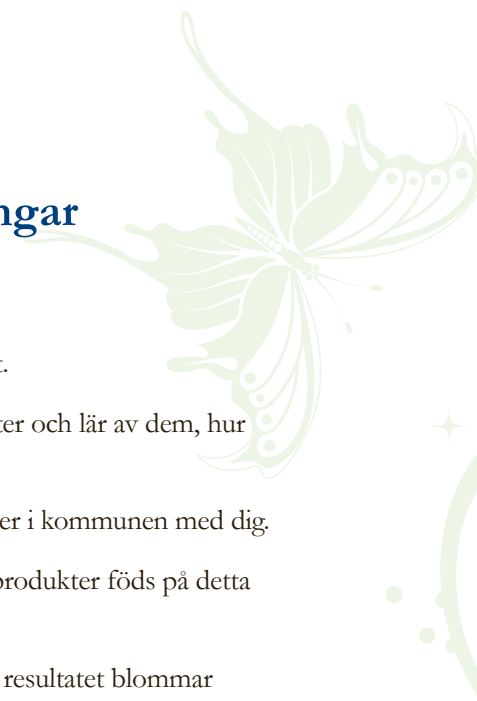 ngar
t.
ter och lär av dem, hur
er i kommunen med dig.
produkter föds på detta
resultatet blommar